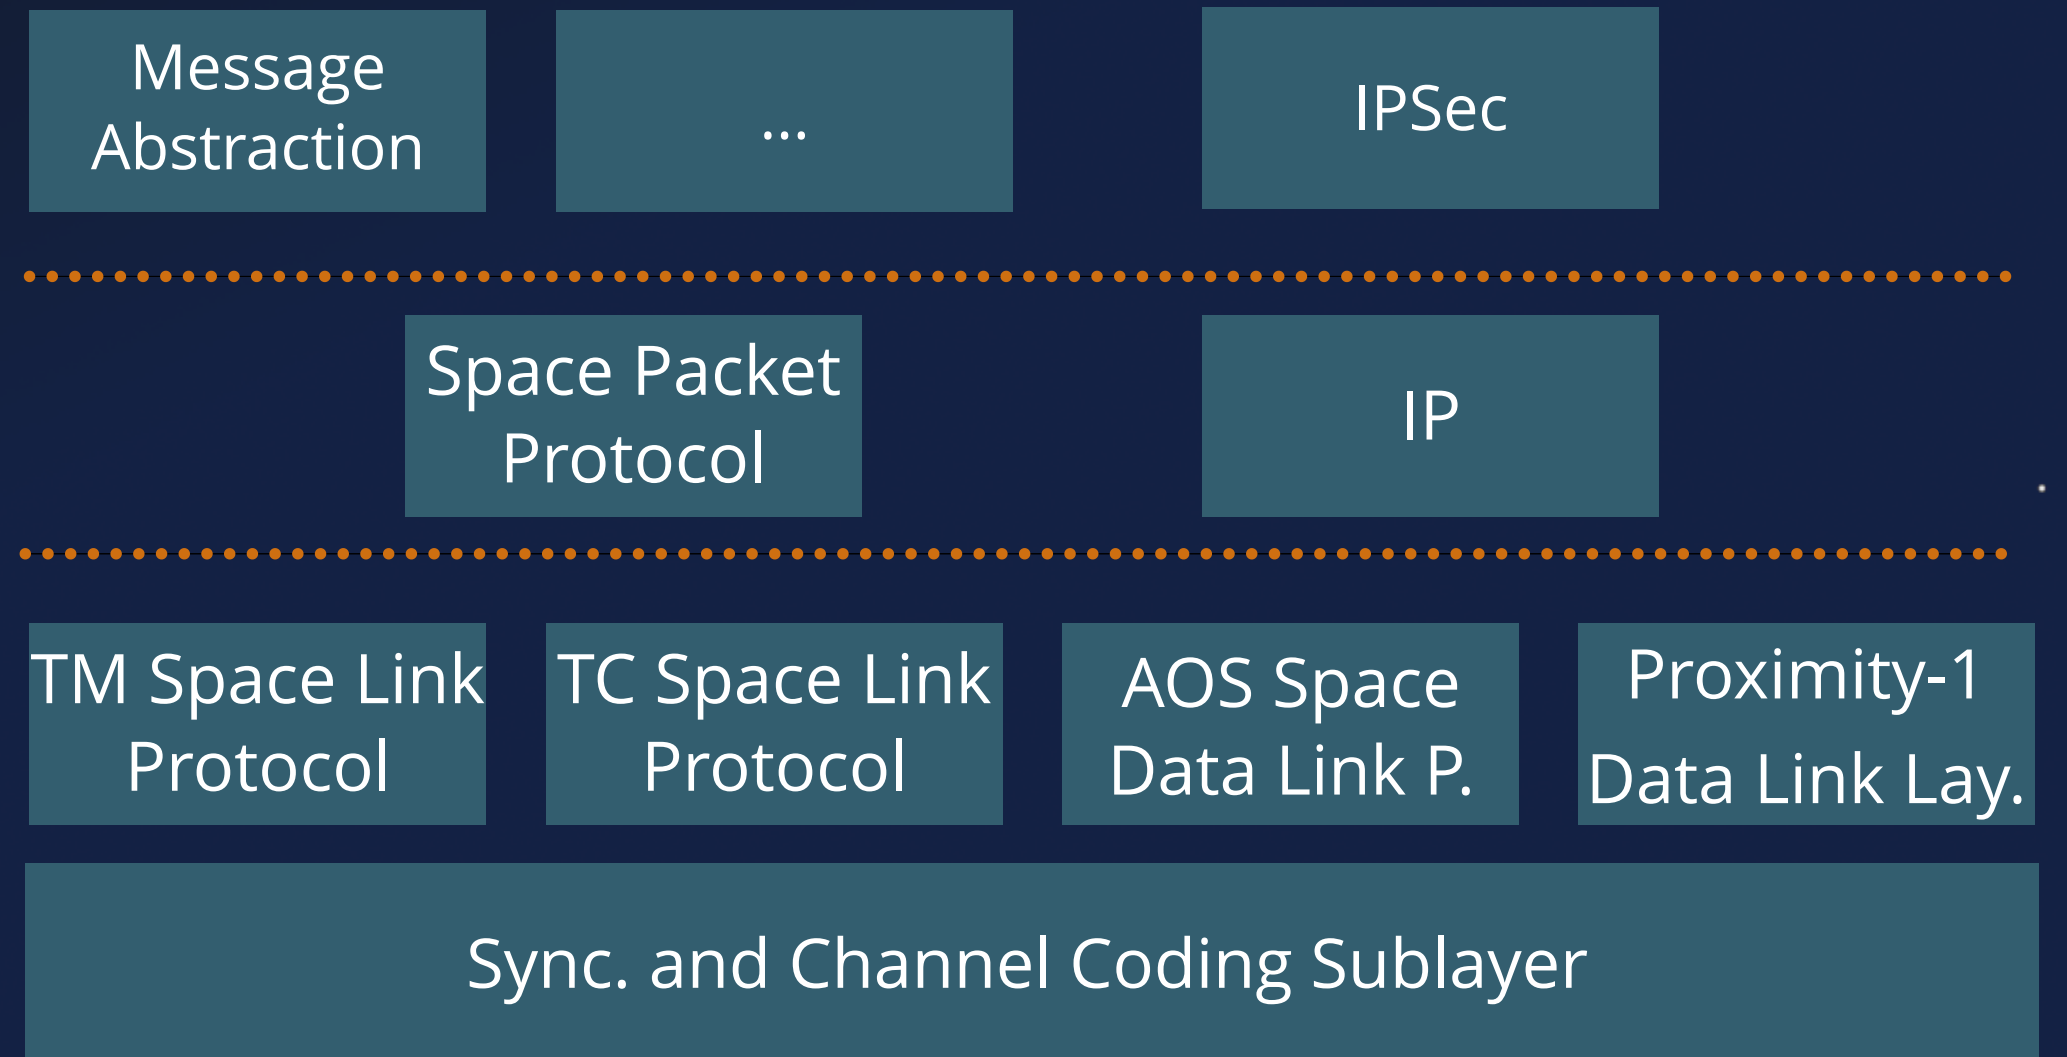 Message
Abstraction
...
IPSec
Space Packet
Protocol
IP
TM Space Link
Protocol
TC Space Link
Protocol
AOS Space
Data Link P.
Proximity-1
Data Link Lay.
Sync. and Channel Coding Sublayer